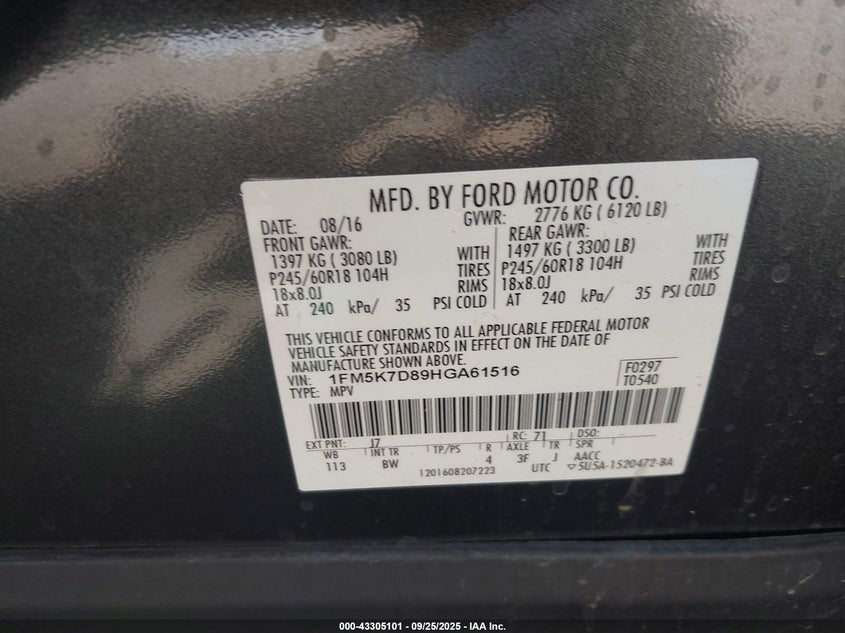 MFD. BY FORD MOTOR CO.
DATE: 08/16 GVWR: 2776 KG ( 6120 LB)
FRONT GAWR: REAR GAWR:
1397 KG ( 3080 LB) WITH 1497 KG ( 3300 LB) WITH
P245/60R18 104H TIRES P245/60R18 104H TIRES
18x8.0J RIMS 18x8.0J RIMS
AT 240 kPa/ 35 PSI COLD AT 240 kPa/ 35 PSI COLD
THIS VEHICLE CONFORMS TO ALL APPLICABLE FEDERAL MOTOR
VEHICLE SAFETY STANDARDS IN EFFECT ON THE DATE OF
MANUFACTURE SHOWN ABOVE.
VIN: 1FM5K7D89HGA61516 F0297
TYPE: MPV T0540
EXT PNT: J7 RC: 71 DSO:
WB INT TR TP/PS R AXLE TR SPR
113 BW 4 3F J AACC
1201608207223 UTC ▽5U5A-1520472-BA
000-43305101 - 09/25/2025 - IAA Inc.